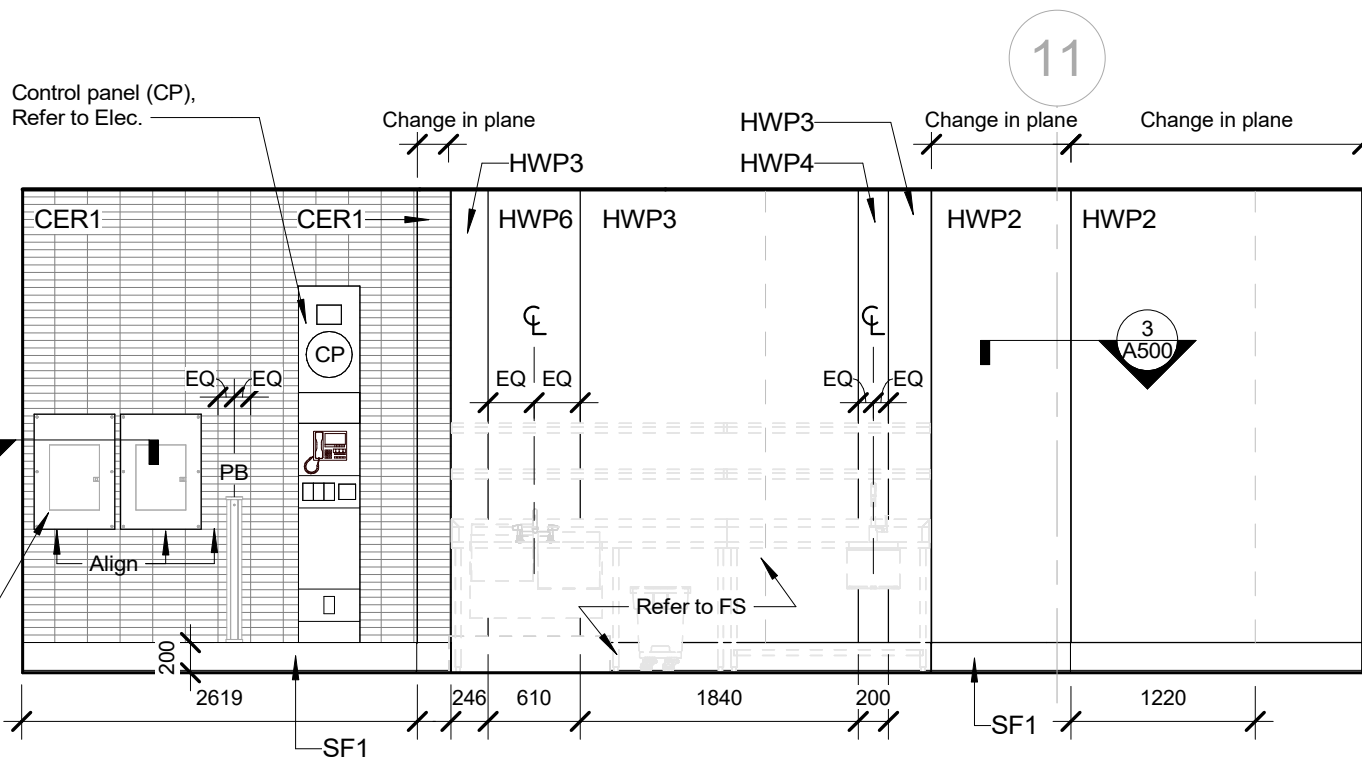 11
Control panel (CP),
Refer to Elec.
Change in plane
HWP3
Change in plane
Change in plane
HWP3
HWP4
CER1
CER1
HWP6
HWP3
HWP2
HWP2
CL
CL
3
A500
CP
EQ
EQ
EQ
EQ
EQ
EQ
PB
Align
Refer to FS
200
2619
246
610
1840
200
1220
SF1
SF1